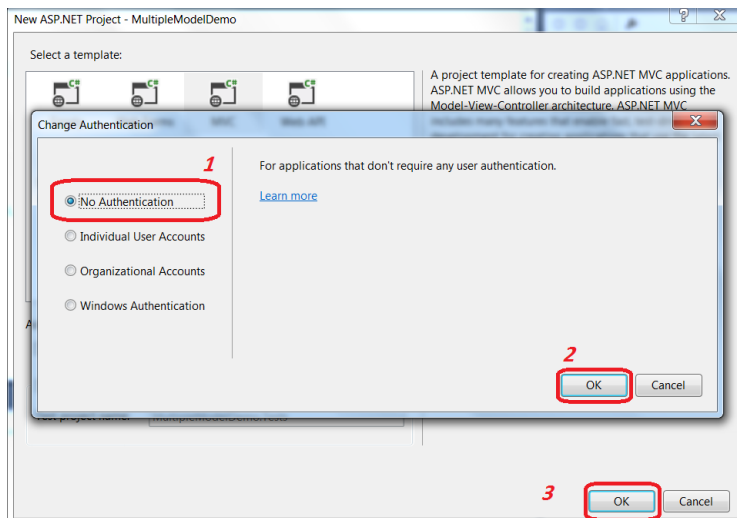 New ASP.NET Project - MultipleModelDemo
Select a template:
A project template for creating ASP.NET MVC applications.
ASP.NET MVC allows you to build applications using the
Model-View-Controller architecture. ASP.NET MVC
Change Authentication
MVC
Web API
1
For applications that don't require any user authentication.
No Authentication
Learn more
Individual User Accounts
Organizational Accounts
Windows Authentication
2
OK
Cancel
3
OK
Cancel